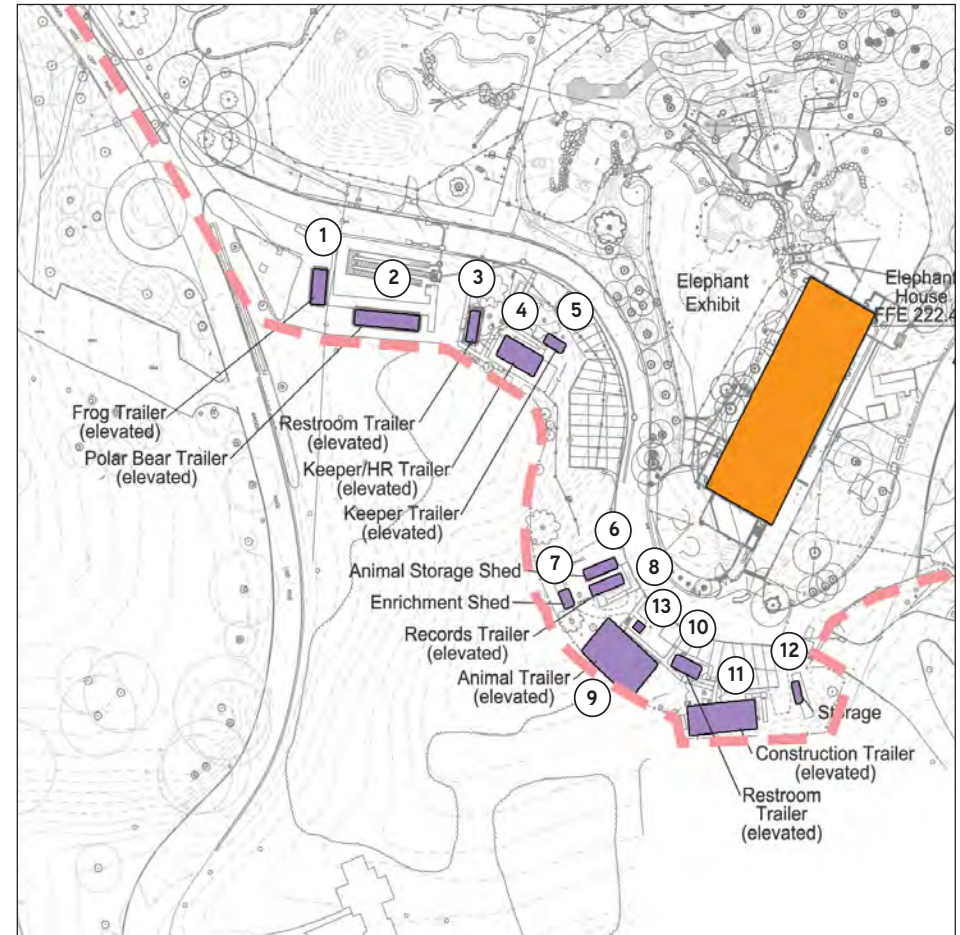 1
2
3
4
5
Elephant
Exhibit
Elephant
House
FFE 222.4
Frog Trailer
(elevated)
Polar Bear Trailer
(elevated)
Restroom Trailer
(elevated)
Keeper/HR Trailer
(elevated)
Keeper Trailer
(elevated)
6
7
8
Animal Storage Shed
Enrichment Shed
13
10
Records Trailer
(elevated)
12
11
Animal Trailer
(elevated)
9
Storage
Construction Trailer
(elevated)
Restroom
Trailer
(elevated)